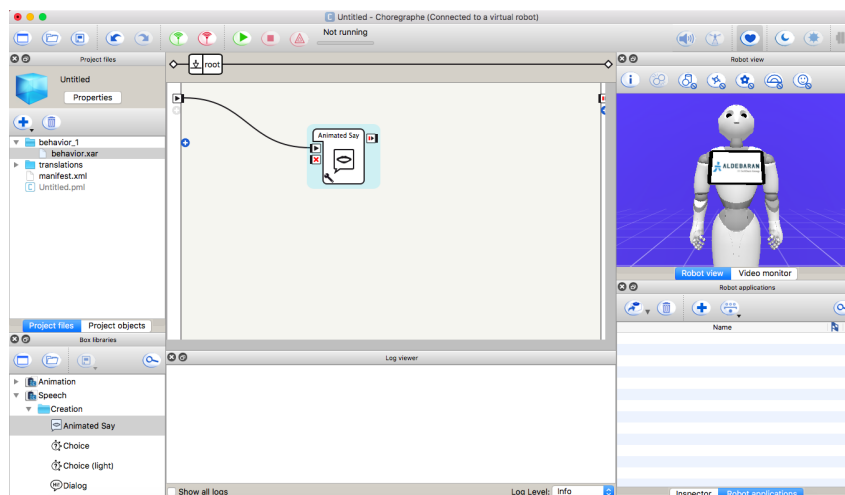 Untitled - Choregraphe (Connected to a virtual robot)
Not running
Project files
root
Robot view
Untitled
Properties
Animated Say
behavior_1
behavior.xar
translations
manifest.xml
Untitled.pml
ALDEBARAN
Robot view
Video monitor
Robot applications
Name
Project files
Project objects
Box libraries
Log viewer
Animation
Speech
Creation
Animated Say
Choice
Choice (light)
Dialog
Show all logs
Log Level:
Info
Inspector
Robot applications